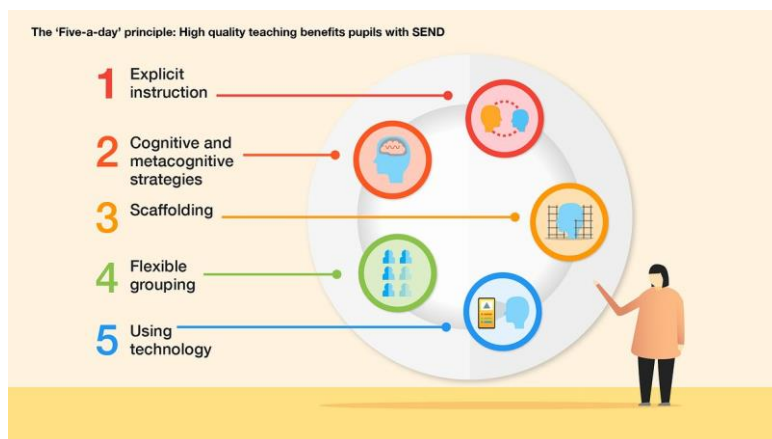 The 'Five-a-day' principle: High quality teaching benefits pupils with SEND
1 Explicit
instruction
2 Cognitive and
metacognitive
strategies
3 Scaffolding
4 Flexible
grouping
5 Using
technology